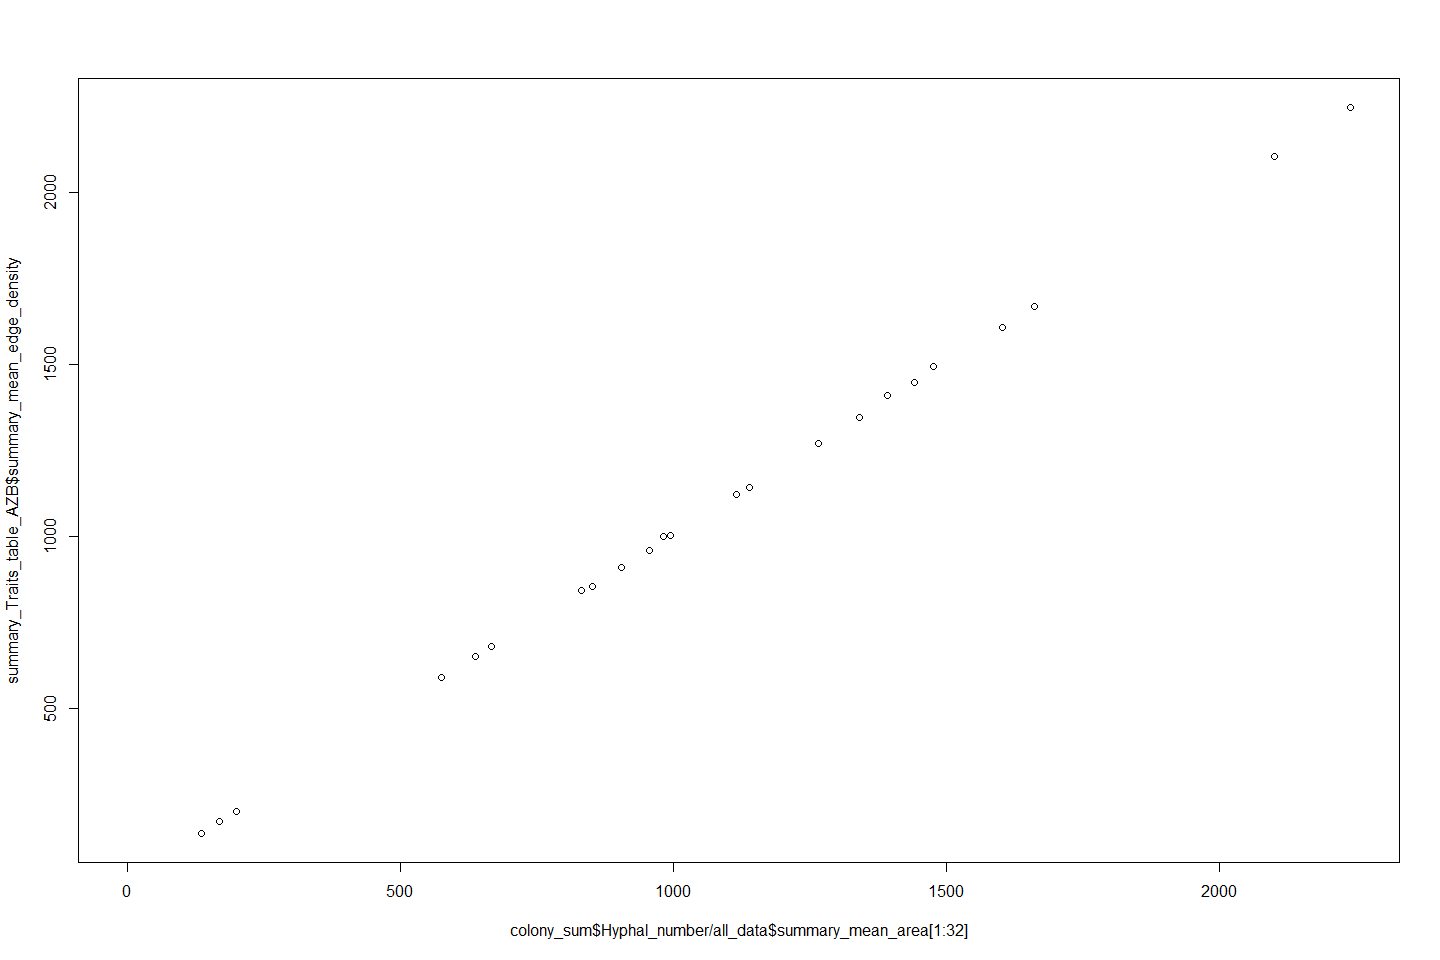 summary_Traits_table_AZB$summary_mean_edge_density
2000
1500
1000
500
0 500 1000 1500 2000
colony_sum$Hyphal_number/all_data$summary_mean_area[1:32]